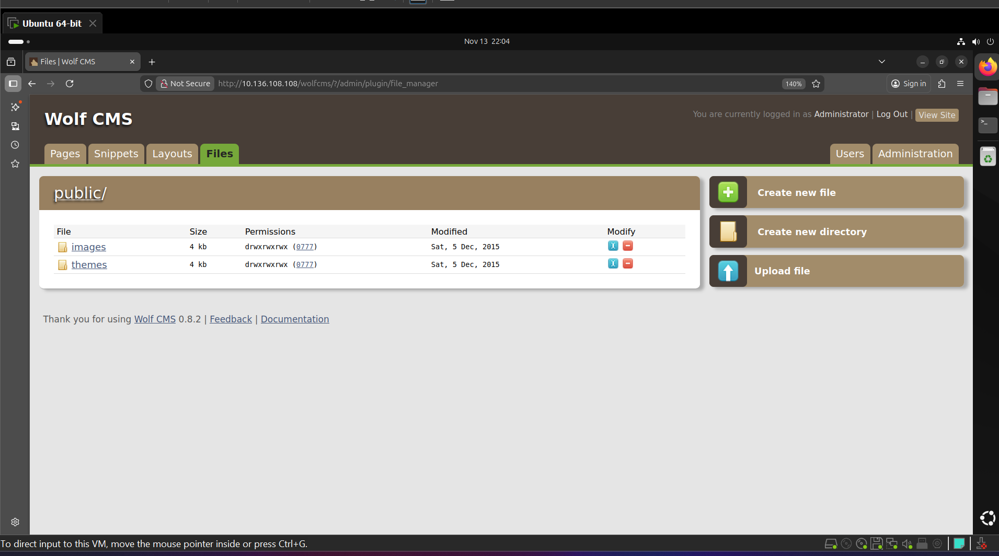 Ubuntu 64-bit
Nov 13 22:04
Files | Wolf CMS
Not Secure http://10.136.108.108/wolfcms/?/admin/plugin/file_manager 140% Sign in
Wolf CMS
You are currently logged in as Administrator | Log Out | View Site
Pages Snippets Layouts Files Users Administration
public/
File Size Permissions Modified Modify
images 4 kb drwxrwxrwx (0777) Sat, 5 Dec, 2015
themes 4 kb drwxrwxrwx (0777) Sat, 5 Dec, 2015
Create new file
Create new directory
Upload file
Thank you for using Wolf CMS 0.8.2 | Feedback | Documentation
To direct input to this VM, move the mouse pointer inside or press Ctrl+G.